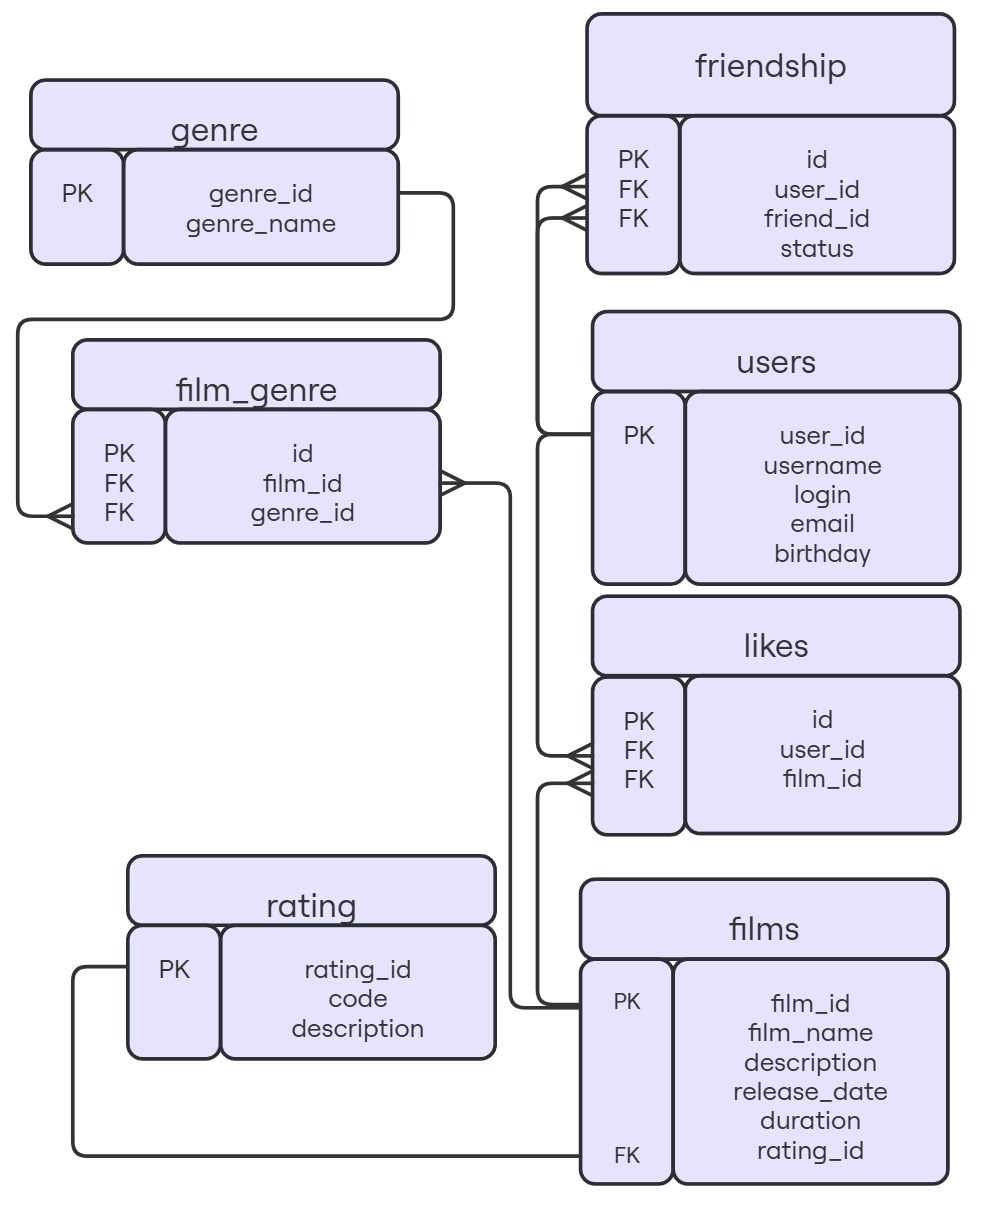 friendship
PK id
FK user_id
FK friend_id
status
genre
PK genre_id
genre_name
users
PK user_id
username
login
email
birthday
film_genre
PK id
FK film_id
FK genre_id
likes
PK id
FK user_id
FK film_id
rating
PK rating_id
code
description
films
PK film_id
film_name
description
release_date
duration
FK rating_id